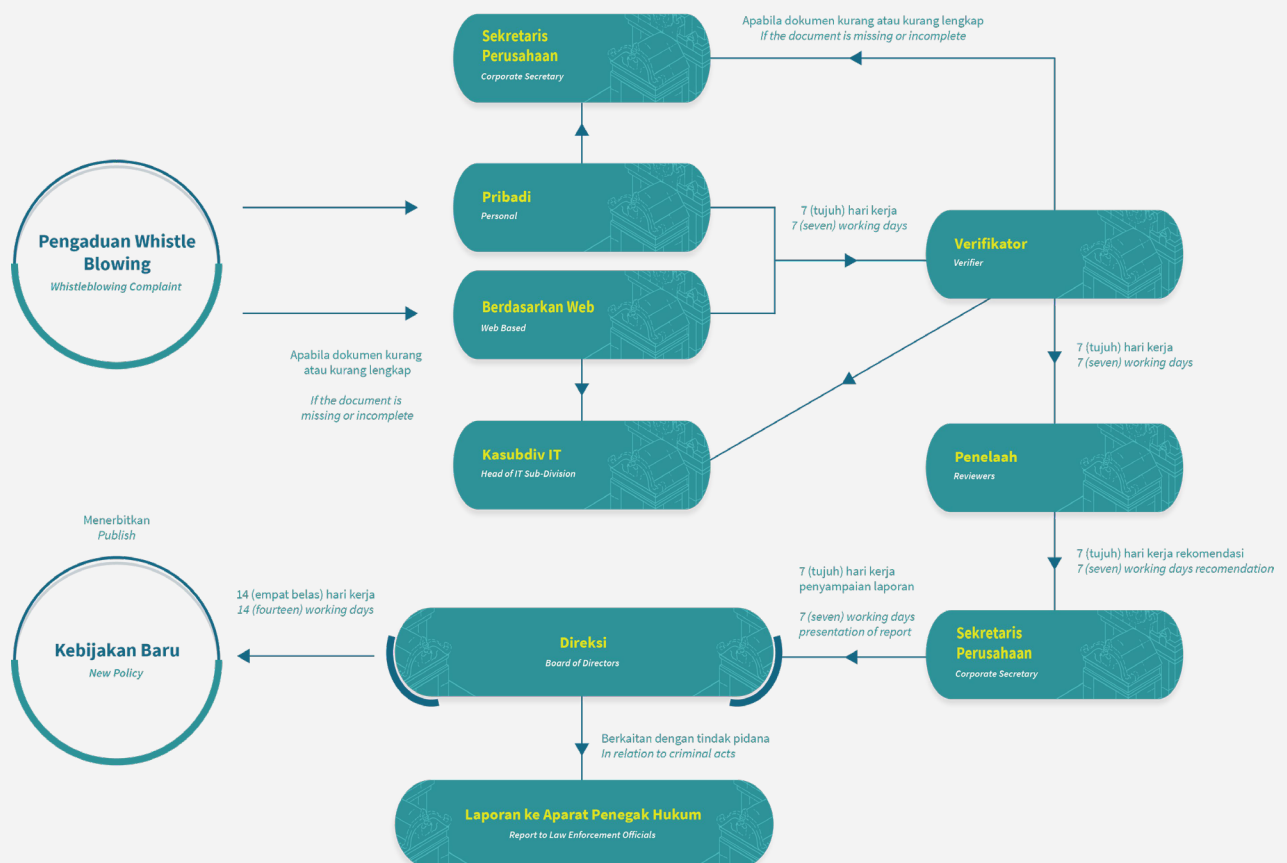 Apabila dokumen kurang atau kurang lengkap
If the document is missing or incomplete
Sekretaris
Perusahaan
Corporate Secretary
Pengaduan Whistle
Blowing
Whistleblowing Complaint
Pribadi
Personal
7 (tujuh) hari kerja
7 (seven) working days
Verifikator
Verifier
Berdasarkan Web
Web Based
Apabila dokumen kurang
atau kurang lengkap
If the document is
missing or incomplete
7 (tujuh) hari kerja
7 (seven) working days
Kasubdiv IT
Head of IT Sub-Division
Penelaah
Reviewers
7 (tujuh) hari kerja rekomendasi
7 (seven) working days recomendation
Sekretaris
Perusahaan
Corporate Secretary
7 (tujuh) hari kerja
penyampaian laporan
7 (seven) working days
presentation of report
Direksi
Board of Directors
14 (empat belas) hari kerja
14 (fourteen) working days
Menerbitkan
Publish
Kebijakan Baru
New Policy
Berkaitan dengan tindak pidana
In relation to criminal acts
Laporan ke Aparat Penegak Hukum
Report to Law Enforcement Officials